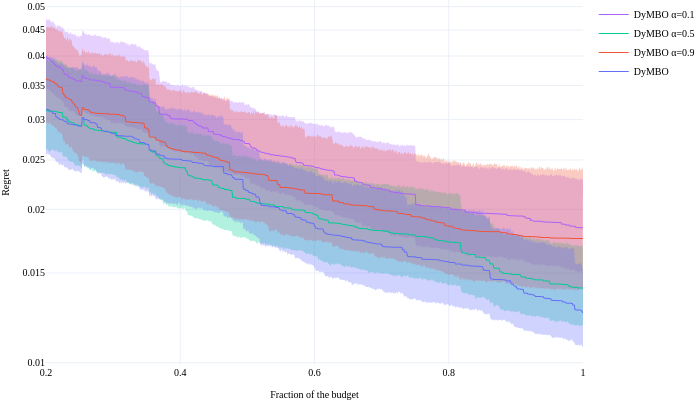 0.05
0.045
0.04
0.035
0.03
0.025
0.02
0.015
0.01
Regret
0.2
0.4
0.6
0.8
1
Fraction of the budget
DyMBO α=0.1
DyMBO α=0.5
DyMBO α=0.9
DyMBO